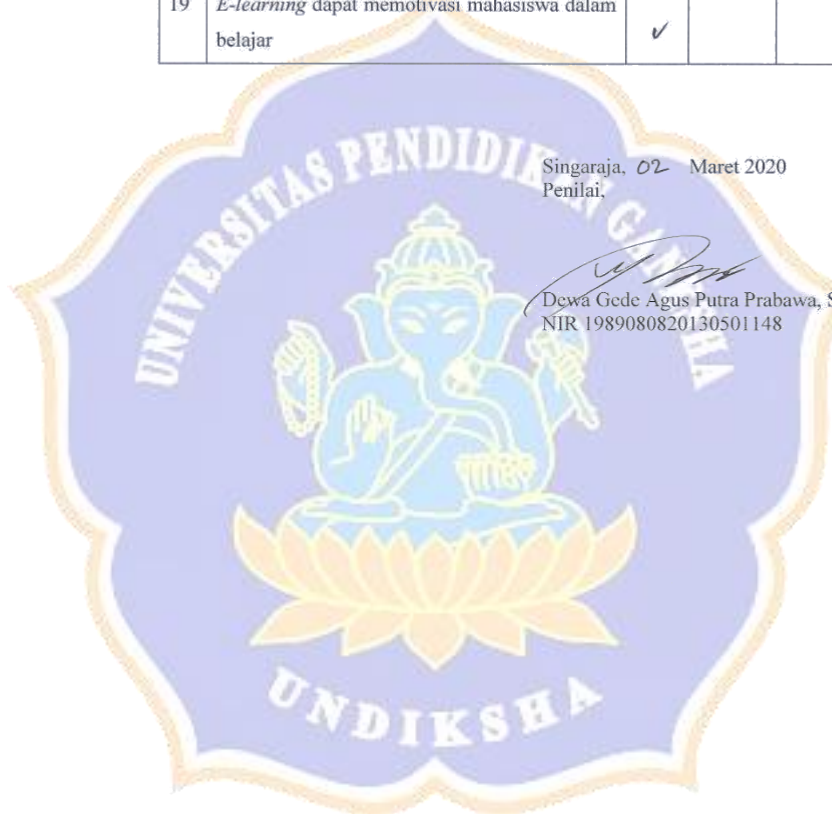 19 E-learning dapat memotivasi mahasiswa dalam
belajar ✓
UNIVERSITAS PENDIDIKAN GANESHA
Singaraja, 02 Maret 2020
Penilai,
Dewa Gede Agus Putra Prabawa, S
NIR 1989080820130501148
UNDIKSHA